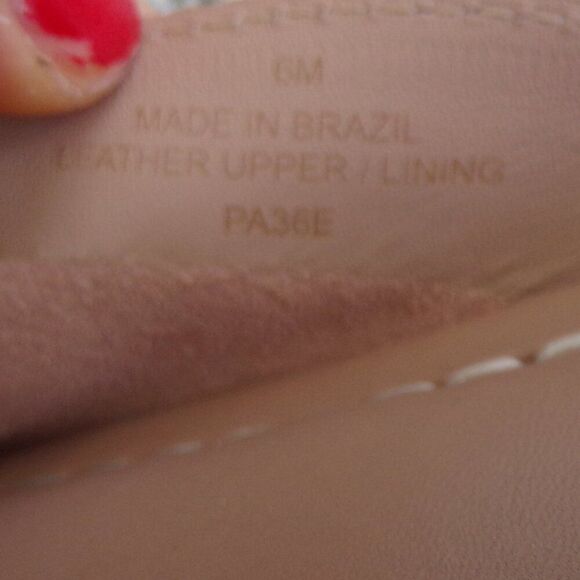 6M
MADE IN BRAZIL
LEATHER UPPER / LINING
PA36E